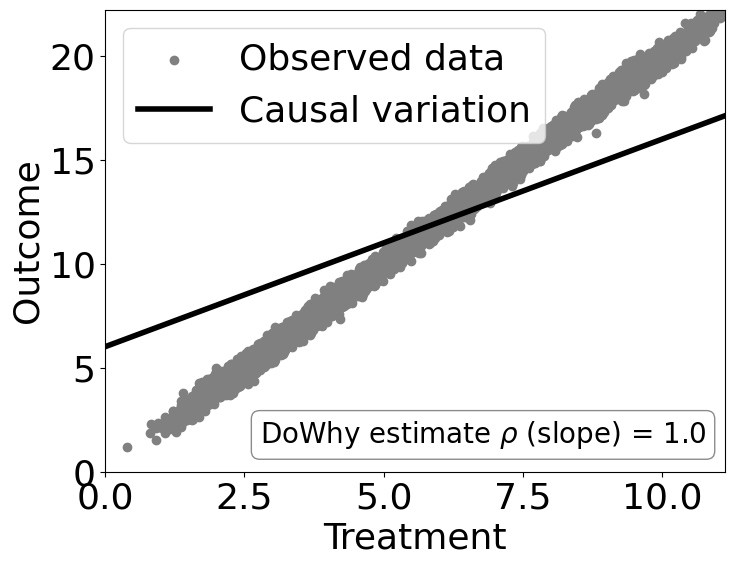 Observed data
Causal variation
20
15
10
5
0
Outcome
DoWhy estimate ρ (slope) = 1.0
0.0 2.5 5.0 7.5 10.0
Treatment